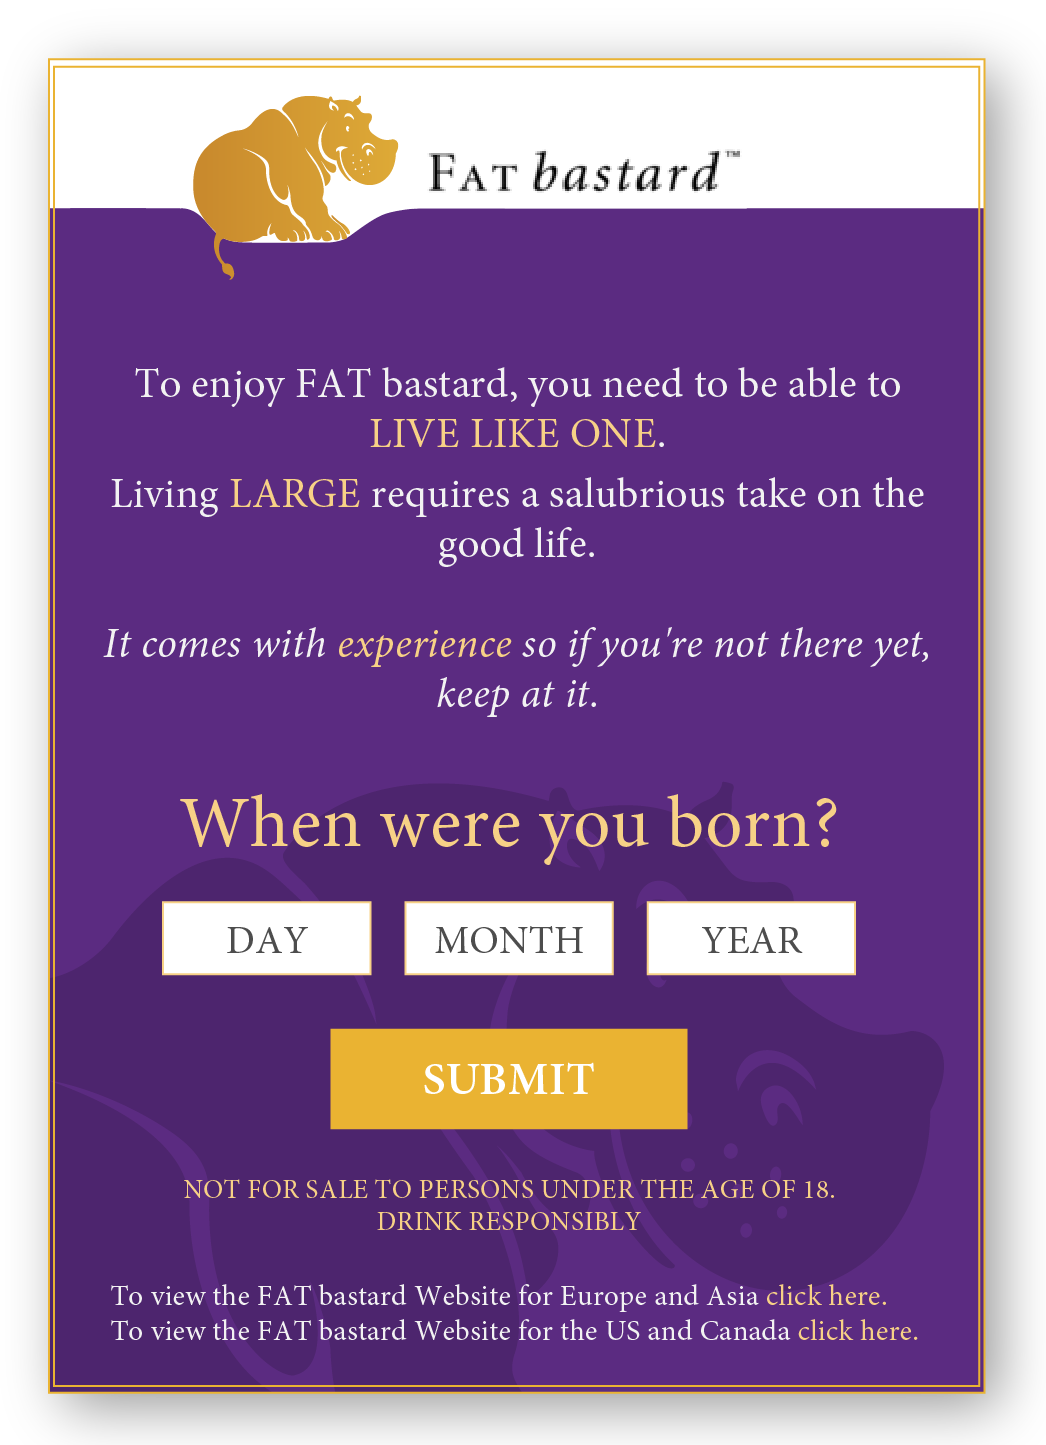 FAT bastard™
To enjoy FAT bastard, you need to be able to
LIVE LIKE ONE.
Living LARGE requires a salubrious take on the
good life.
It comes with experience so if you're not there yet,
keep at it.
When were you born?
DAY MONTH YEAR
SUBMIT
NOT FOR SALE TO PERSONS UNDER THE AGE OF 18.
DRINK RESPONSIBLY
To view the FAT bastard Website for Europe and Asia click here.
To view the FAT bastard Website for the US and Canada click here.